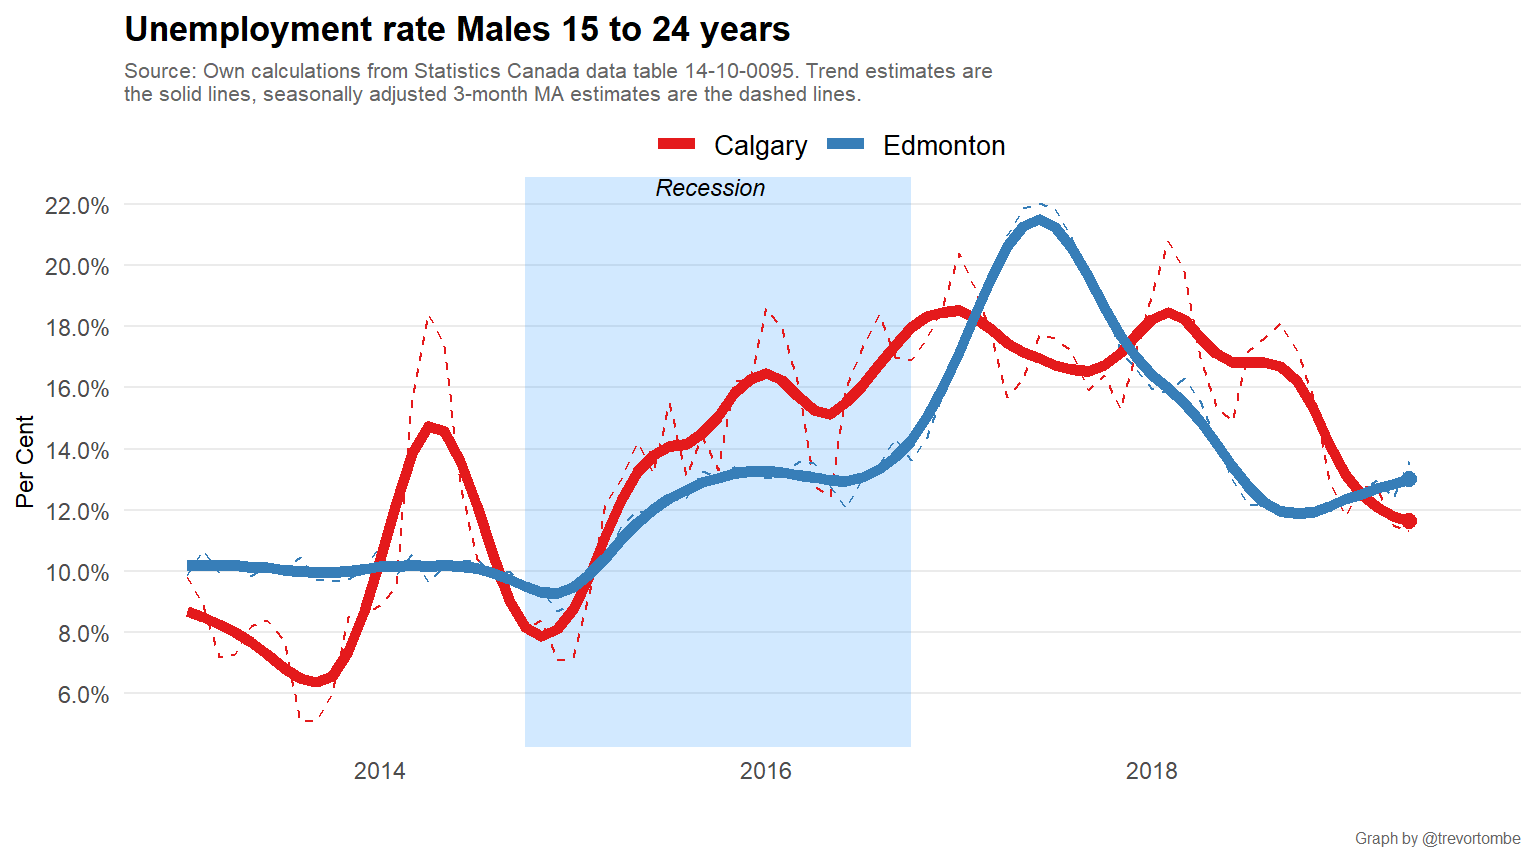 Unemployment rate Males 15 to 24 years
Source: Own calculations from Statistics Canada data table 14-10-0095. Trend estimates are
the solid lines, seasonally adjusted 3-month MA estimates are the dashed lines.
Calgary Edmonton
Recession
22.0%
20.0%
18.0%
16.0%
14.0%
12.0%
10.0%
8.0%
6.0%
Per Cent
2014 2016 2018
Graph by @trevortombe